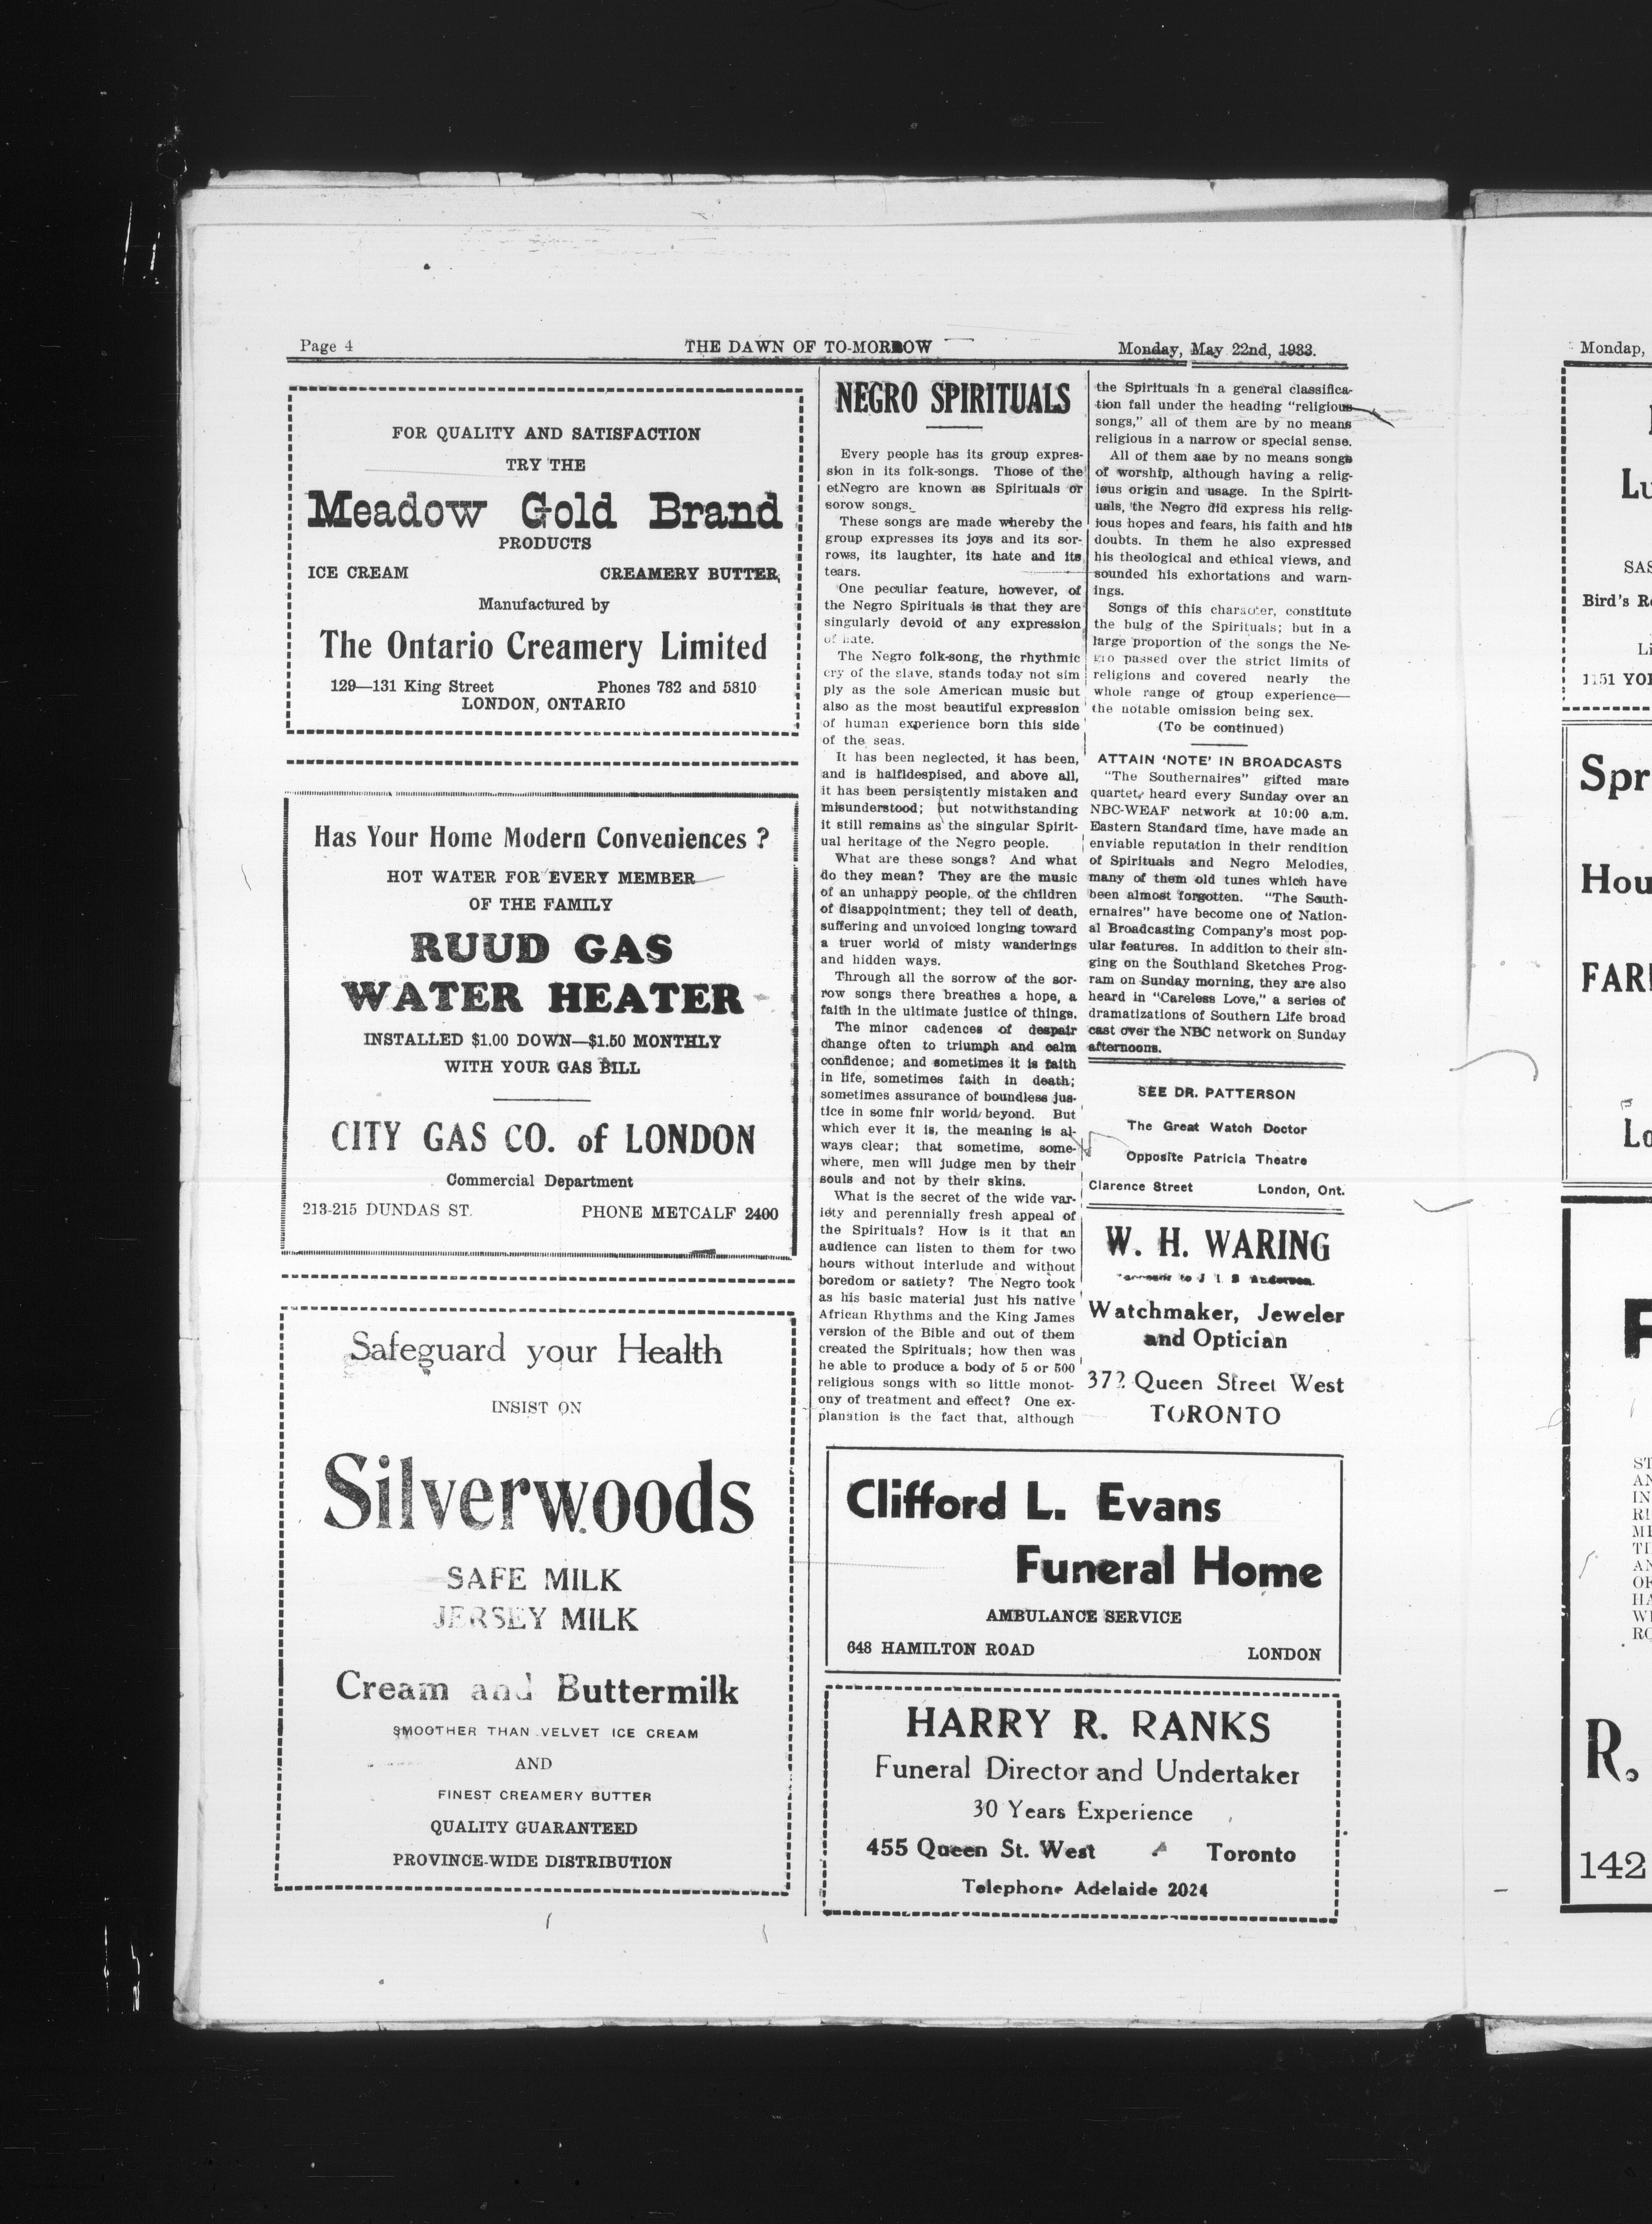 Page 4
THE DAWN OF TO-MORROW
Monday, May 22nd, 1933.
FOR QUALITY AND SATISFACTION
TRY THE
Meadow Gold Brand
PRODUCTS
ICE CREAM CREAMERY BUTTER,
Manufactured by
The Ontario Creamery Limited
129—131 King Street Phones 782 and 5810
LONDON, ONTARIO
Has Your Home Modern Conveniences ?
HOT WATER FOR EVERY MEMBER
OF THE FAMILY
RUUD GAS
WATER HEATER
INSTALLED $1.00 DOWN—$1.50 MONTHLY
WITH YOUR GAS BILL
CITY GAS CO. of LONDON
Commercial Department
213-215 DUNDAS ST. PHONE METCALF 2400
Safeguard your Health
INSIST ON
Silverwoods
SAFE MILK
JERSEY MILK
Cream and Buttermilk
SMOOTHER THAN VELVET ICE CREAM
AND
FINEST CREAMERY BUTTER
QUALITY GUARANTEED
PROVINCE-WIDE DISTRIBUTION
NEGRO SPIRITUALS
Every people has its group expres-
sion in its folk-songs. Those of the
etNegro are known as Spirituals or
sorow songs.
These songs are made whereby the
group expresses its joys and its sor-
rows, its laughter, its hate and its
tears.
One peculiar feature, however, of
the Negro Spirituals is that they are
singularly devoid of any expression
of hate.
The Negro folk-song, the rhythmic
cry of the slave, stands today not sim
ply as the sole American music but
also as the most beautiful expression
of human experience born this side
of the seas.
It has been neglected, it has been,
and is halfldespised, and above all,
it has been persistently mistaken and
misunderstood; but notwithstanding
it still remains as the singular Spirit-
ual heritage of the Negro people.
What are these songs? And what
do they mean? They are the music
of an unhappy people, of the children
of disappointment; they tell of death,
suffering and unvoiced longing toward
a truer world of misty wanderings
and hidden ways.
Through all the sorrow of the sor-
row songs there breathes a hope, a
faith in the ultimate justice of things.
The minor cadences of despair
change often to triumph and calm
confidence; and sometimes it is faith
in life, sometimes faith in death;
sometimes assurance of boundless jus-
tice in some fair world beyond. But
which ever it is, the meaning is al-
ways clear; that sometime, some-
where, men will judge men by their
souls and not by their skins.
What is the secret of the wide var-
iety and perennially fresh appeal of
the Spirituals? How is it that an
audience can listen to them for two
hours without interlude and without
boredom or satiety? The Negro took
as his basic material just his native
African Rhythms and the King James
version of the Bible and out of them
created the Spirituals; how then was
he able to produce a body of 5 or 500
religious songs with so little monot-
ony of treatment and effect? One ex-
planation is the fact that, although
the Spirituals in a general classifica-
tion fall under the heading "religious
songs," all of them are by no means
religious in a narrow or special sense.
All of them aae by no means songs
of worship, although having a relig-
ious origin and usage. In the Spirit-
uals, the Negro did express his relig-
ious hopes and fears, his faith and his
doubts. In them he also expressed
his theological and ethical views, and
sounded his exhortations and warn-
ings.
Songs of this character, constitute
the bulg of the Spirituals; but in a
large proportion of the songs the Ne-
gro passed over the strict limits of
religions and covered nearly the
whole range of group experience—
the notable omission being sex.
(To be continued)
ATTAIN 'NOTE' IN BROADCASTS
"The Southernaires" gifted mare
quartet, heard every Sunday over an
NBC-WEAF network at 10:00 a.m.
Eastern Standard time, have made an
enviable reputation in their rendition
of Spirituals and Negro Melodies,
many of them old tunes which have
been almost forgotten. "The South-
ernaires" have become one of Nation-
al Broadcasting Company's most pop-
ular features. In addition to their sin-
ging on the Southland Sketches Prog-
ram on Sunday morning, they are also
heard in "Careless Love," a series of
dramatizations of Southern Life broad
cast over the NBC network on Sunday
afternoons.
SEE DR. PATTERSON
The Great Watch Doctor
Opposite Patricia Theatre
Clarence Street London, Ont.
W. H. WARING
to J Anderson.
Watchmaker, Jeweler
and Optician
372 Queen Street West
TORONTO
Clifford L. Evans
Funeral Home
AMBULANCE SERVICE
648 HAMILTON ROAD LONDON
HARRY R. RANKS
Funeral Director and Undertaker
30 Years Experience
455 Queen St. West Toronto
Telephone Adelaide 2024
Mondap,
Lu
SAS
Bird's Re
Li
1151 YOR
Spr
Hou
FAR
Lo
F
ST
AN
IN
RI
ME
TI
AN
OF
HA
WI
RO
R.
142